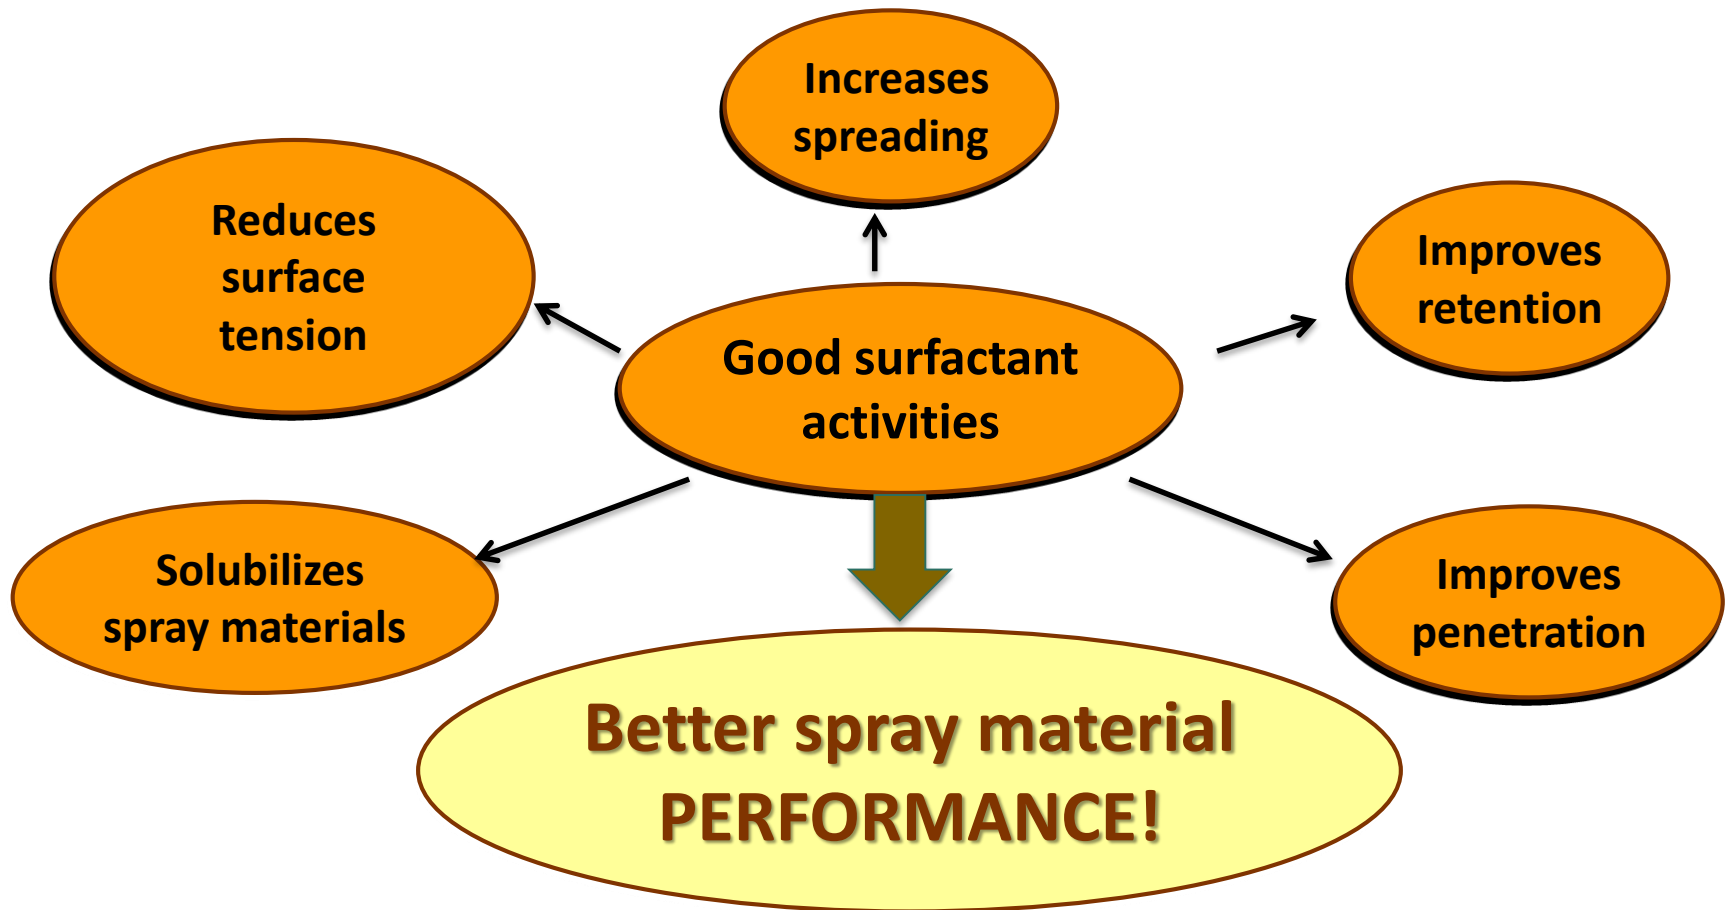 Increases
spreading
Reduces
surface
tension
Improves
retention
Good surfactant
activities
Solubilizes
spray materials
Improves
penetration
Better spray material
PERFORMANCE!